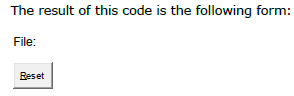 The result of this code is the following form:
File:
Reset